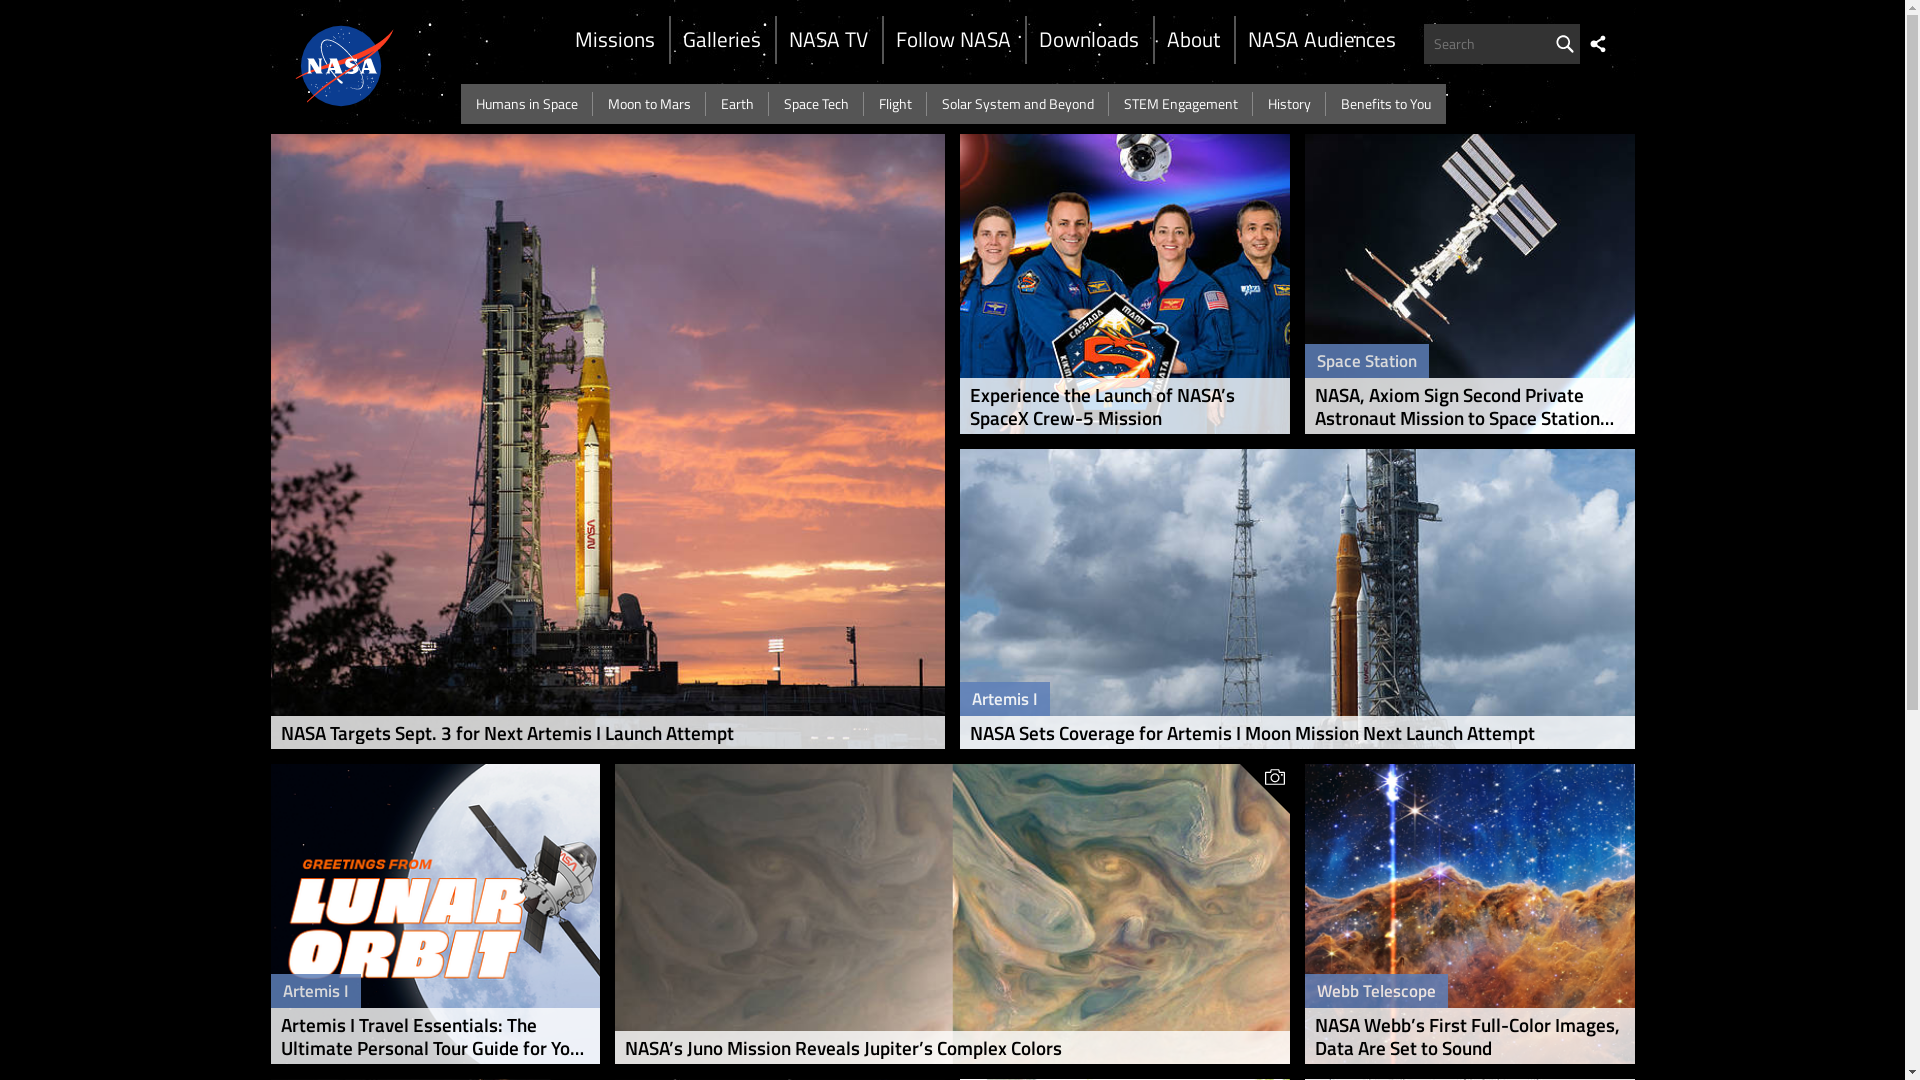 NASA
Missions
Galleries
NASA TV
Follow NASA
Downloads
About
NASA Audiences
Search
Humans in Space
Moon to Mars
Earth
Space Tech
Flight
Solar System and Beyond
STEM Engagement
History
Benefits to You
NASA
NASA Targets Sept. 3 for Next Artemis I Launch Attempt
CASSADA
MANN
Experience the Launch of NASA’s
SpaceX Crew-5 Mission
Space Station
NASA, Axiom Sign Second Private
Astronaut Mission to Space Station...
Artemis I
NASA Sets Coverage for Artemis I Moon Mission Next Launch Attempt
GREETINGS FROM
LUNAR
ORBIT
NASA
Artemis I
Artemis I Travel Essentials: The
Ultimate Personal Tour Guide for Yo...
NASA’s Juno Mission Reveals Jupiter’s Complex Colors
Webb Telescope
NASA Webb’s First Full-Color Images,
Data Are Set to Sound